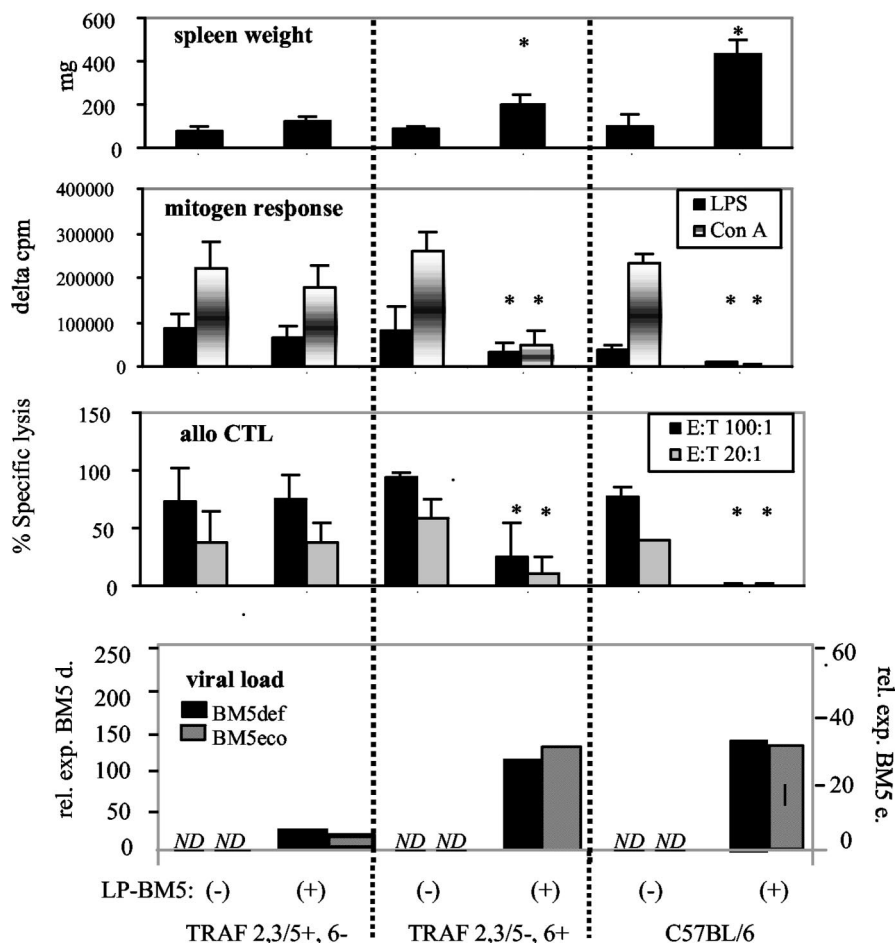 600
spleen weight
*
*
400
mg
200
0
400000
mitogen response
LPS
Con A
300000
delta cpm
200000
* *
* *
100000
0
150
allo CTL
E:T 100:1
E:T 20:1
% Specific lysis
100
50
* *
* *
0
250
60
viral load
BM5def
BM5eco
200
rel. exp. BM5 d.
rel. exp. BM5 e.
150
40
100
20
50
0
ND ND
ND ND
ND ND
0
LP-BM5: (-) (+) (-) (+) (-) (+)
TRAF 2,3/5+, 6- TRAF 2,3/5-, 6+ C57BL/6